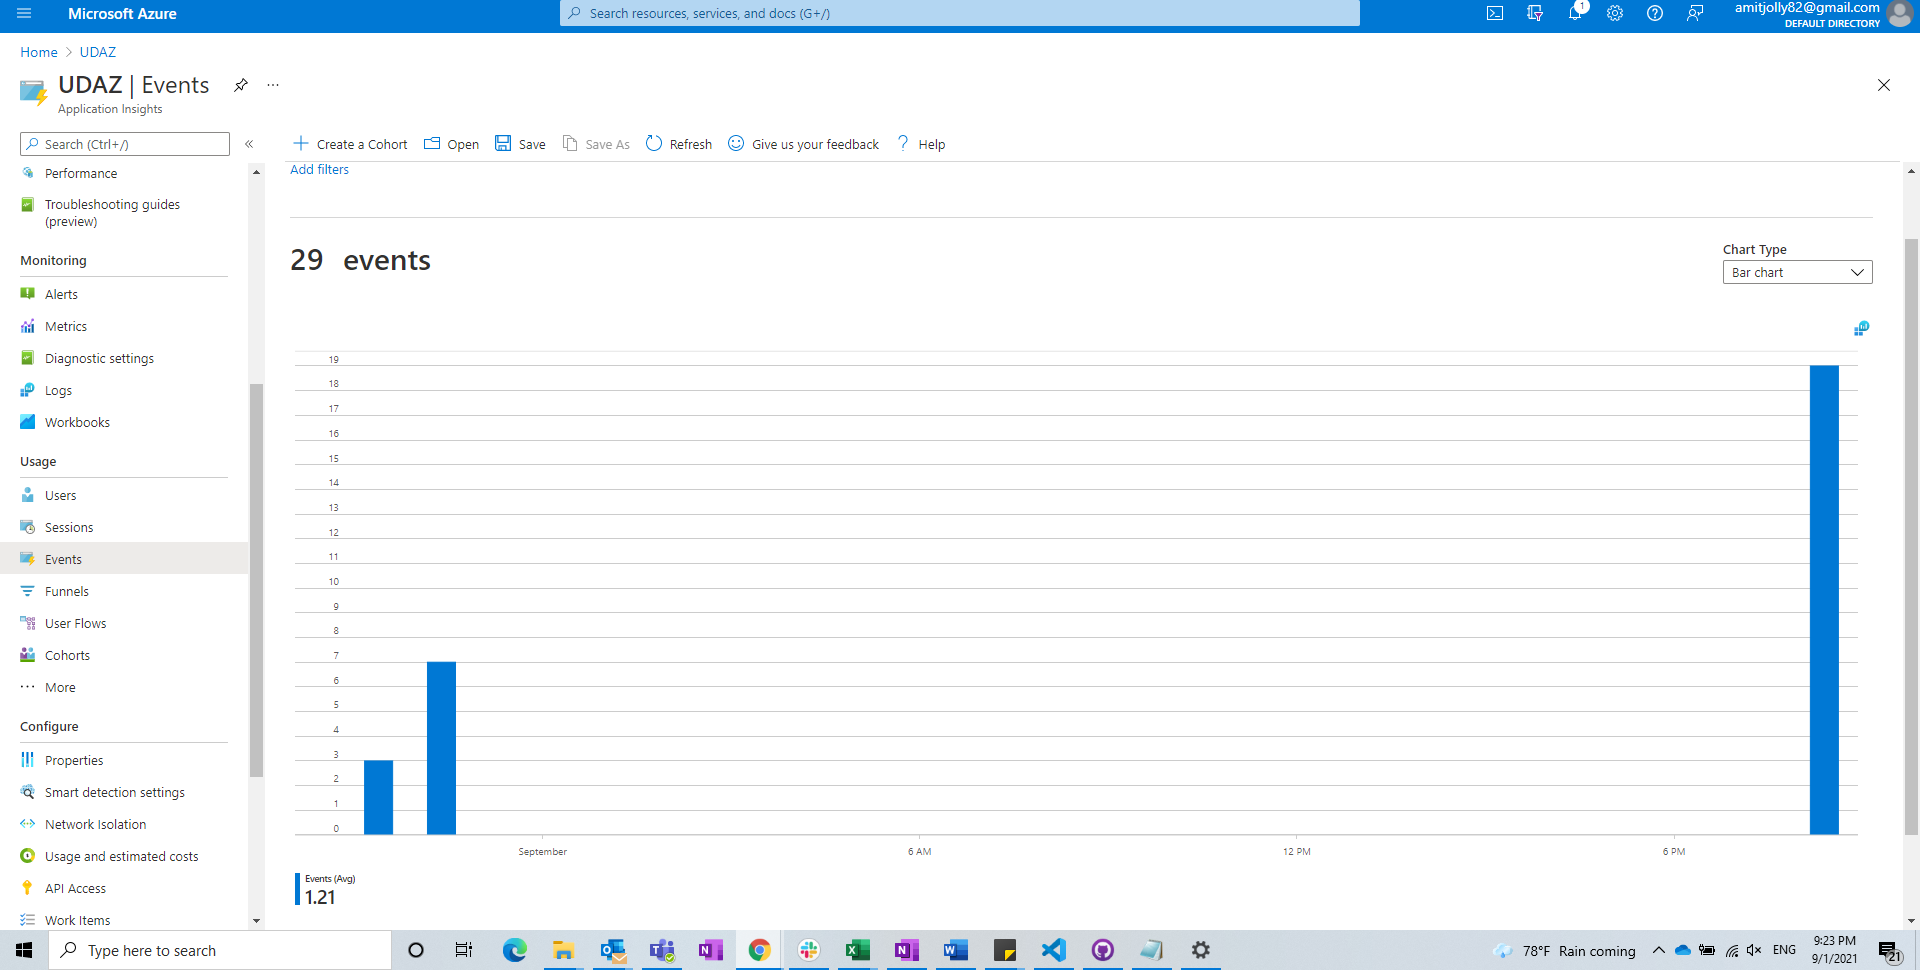 Microsoft Azure
Search resources, services, and docs (G+/)
1
amitjolly82@gmail.com
DEFAULT DIRECTORY
Home > UDAZ
UDAZ | Events
Application Insights
Search (Ctrl+/)
Create a Cohort
Open
Save
Save As
Refresh
Give us your feedback
Help
Performance
Troubleshooting guides
(preview)
Monitoring
Alerts
Metrics
Diagnostic settings
Logs
Workbooks
Usage
Users
Sessions
Events
Funnels
User Flows
Cohorts
More
Configure
Properties
Smart detection settings
Network Isolation
Usage and estimated costs
API Access
Work Items
Add filters
29 events
Chart Type
Bar chart
19
18
17
16
15
14
13
12
11
10
9
8
7
6
5
4
3
2
1
0
September
6 AM
12 PM
6 PM
Events (Avg)
1.21
Type here to search
78°F Rain coming
ENG
9:23 PM
9/1/2021
21